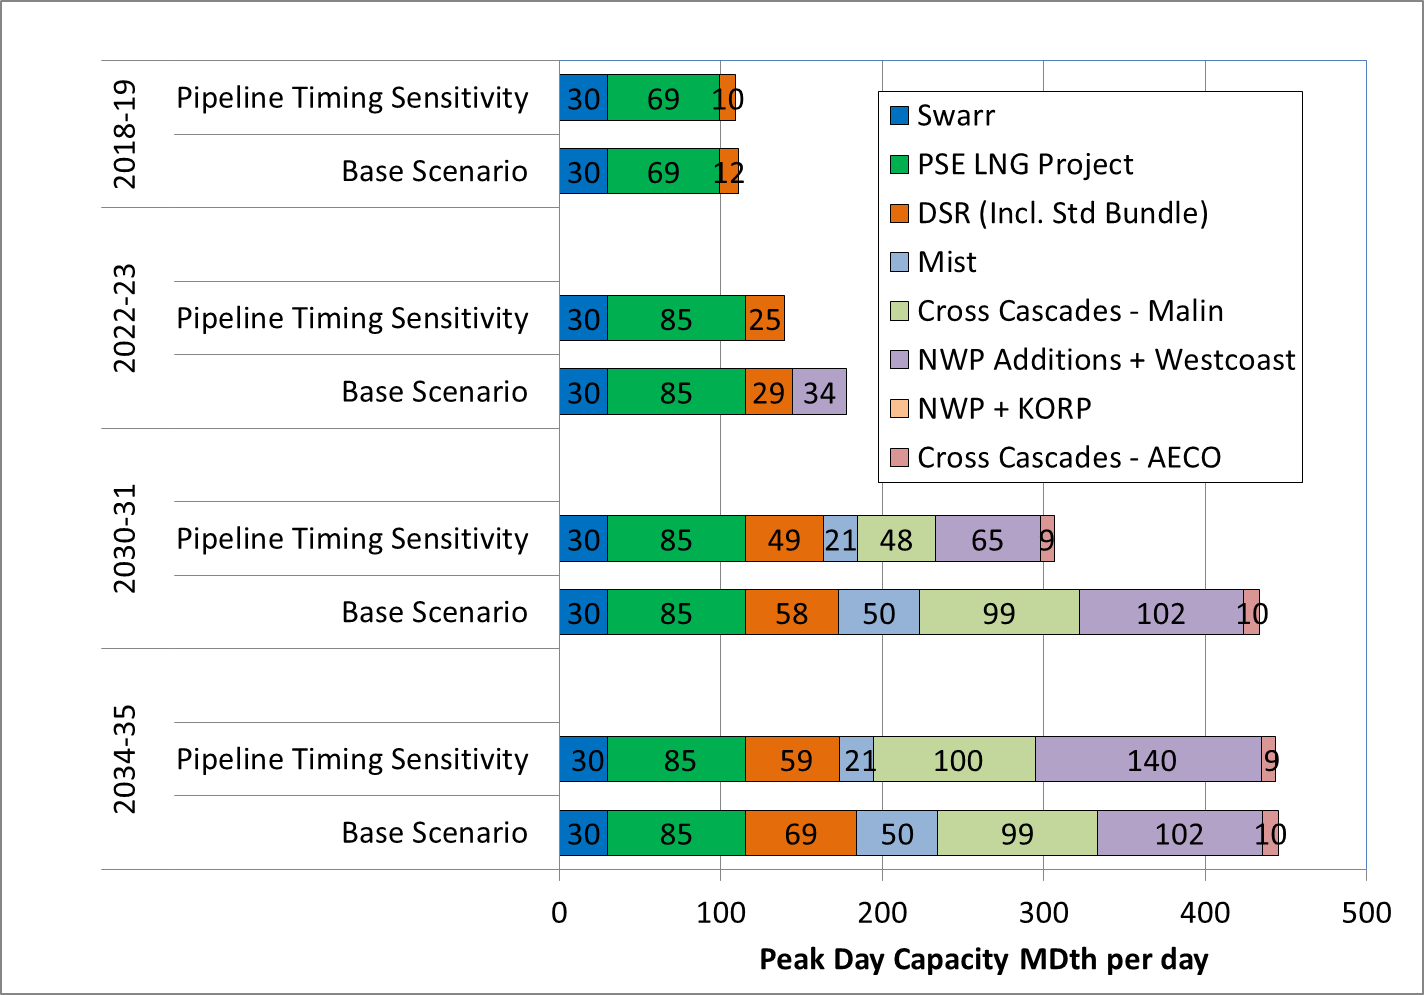 2018-19
Pipeline Timing Sensitivity
30 69 10
Base Scenario
30 69 12
2022-23
Pipeline Timing Sensitivity
30 85 25
Base Scenario
30 85 29 34
2030-31
Pipeline Timing Sensitivity
30 85 49 21 48 65 9
Base Scenario
30 85 58 50 99 102 10
2034-35
Pipeline Timing Sensitivity
30 85 59 21 100 140 9
Base Scenario
30 85 69 50 99 102 10
Swarr
PSE LNG Project
DSR (Incl. Std Bundle)
Mist
Cross Cascades - Malin
NWP Additions + Westcoast
NWP + KORP
Cross Cascades - AECO
0 100 200 300 400 500
Peak Day Capacity MDth per day